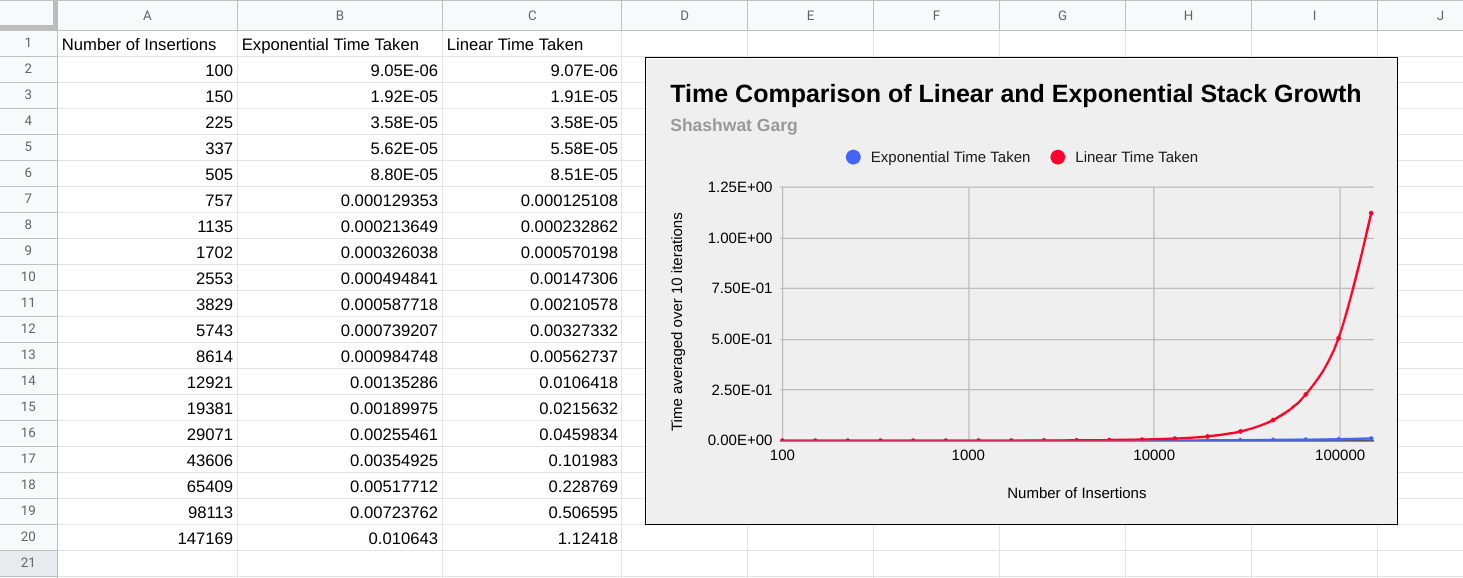 A B C D E F G H I J
1 Number of Insertions Exponential Time Taken Linear Time Taken
2 100 9.05E-06 9.07E-06
3 150 1.92E-05 1.91E-05
4 225 3.58E-05 3.58E-05
5 337 5.62E-05 5.58E-05
6 505 8.80E-05 8.51E-05
7 757 0.000129353 0.000125108
8 1135 0.000213649 0.000232862
9 1702 0.000326038 0.000570198
10 2553 0.000494841 0.00147306
11 3829 0.000587718 0.00210578
12 5743 0.000739207 0.00327332
13 8614 0.000984748 0.00562737
14 12921 0.00135286 0.0106418
15 19381 0.00189975 0.0215632
16 29071 0.00255461 0.0459834
17 43606 0.00354925 0.101983
18 65409 0.00517712 0.228769
19 98113 0.00723762 0.506595
20 147169 0.010643 1.12418
21
Time Comparison of Linear and Exponential Stack Growth
Shashwat Garg
Exponential Time Taken Linear Time Taken
Time averaged over 10 iterations
1.25E+00
1.00E+00
7.50E-01
5.00E-01
2.50E-01
0.00E+00
100 1000 10000 100000
Number of Insertions